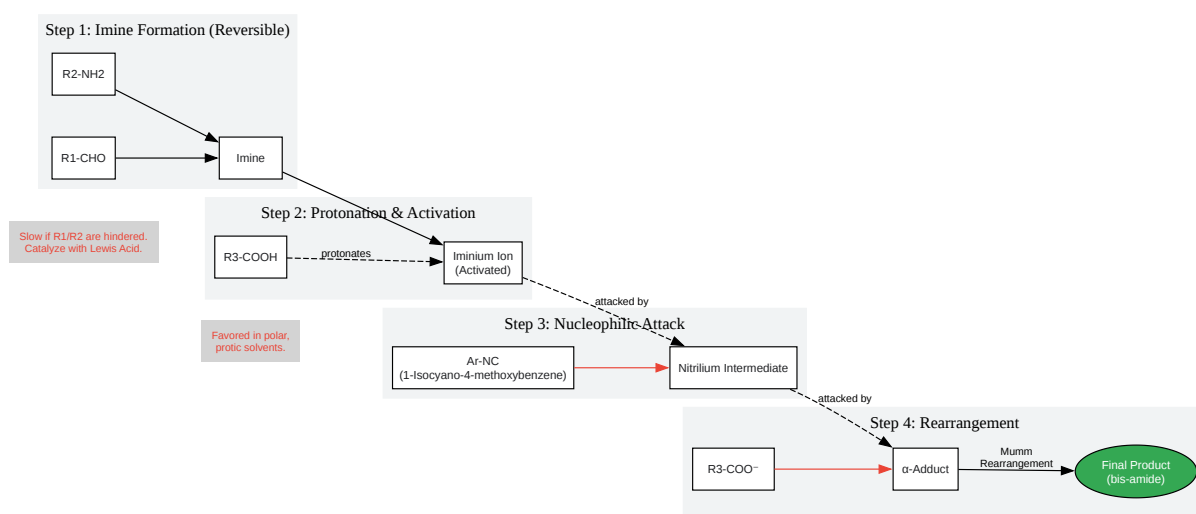 Step 1: Imine Formation (Reversible)
R2-NH2
R1-CHO
Imine
Slow if R1/R2 are hindered.
Catalyze with Lewis Acid.
Step 2: Protonation & Activation
R3-COOH
protonates
Iminium Ion
(Activated)
Favored in polar,
protic solvents.
attacked by
Step 3: Nucleophilic Attack
Ar-NC
(1-Isocyano-4-methoxybenzene)
Nitrilium Intermediate
attacked by
Step 4: Rearrangement
R3-COO⁻
α-Adduct
Mumm
Rearrangement
Final Product
(bis-amide)